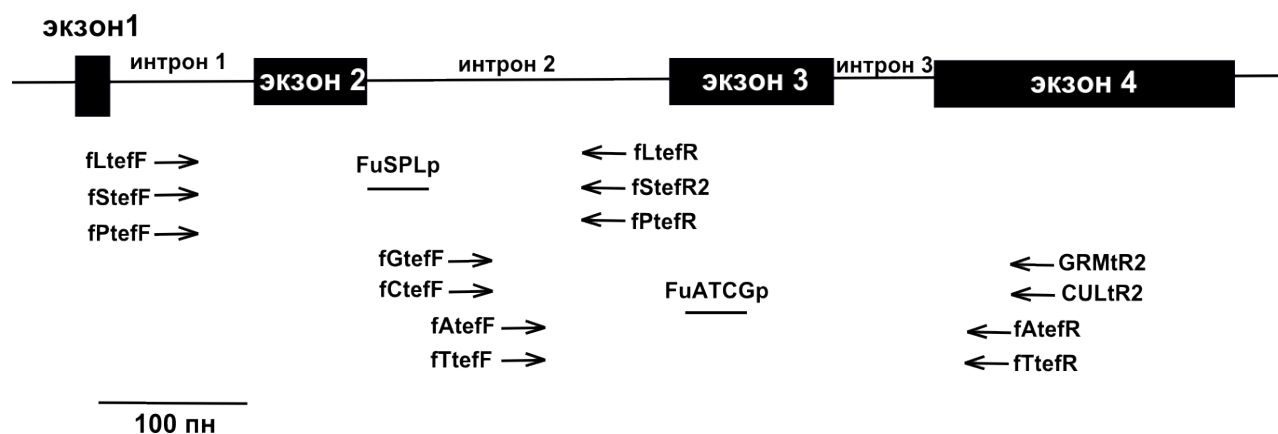 экзон1
интрон 1
экзон 2
интрон 2
экзон 3
интрон 3
экзон 4
fLtefF
fStefF
fPtefF
FuSPLp
fLtefR
fStefR2
fPtefR
fGtefF
fCtefF
fAtefF
fTtefF
FuATCGp
GRMtR2
CULtR2
fAtefR
fTtefR
100 пн